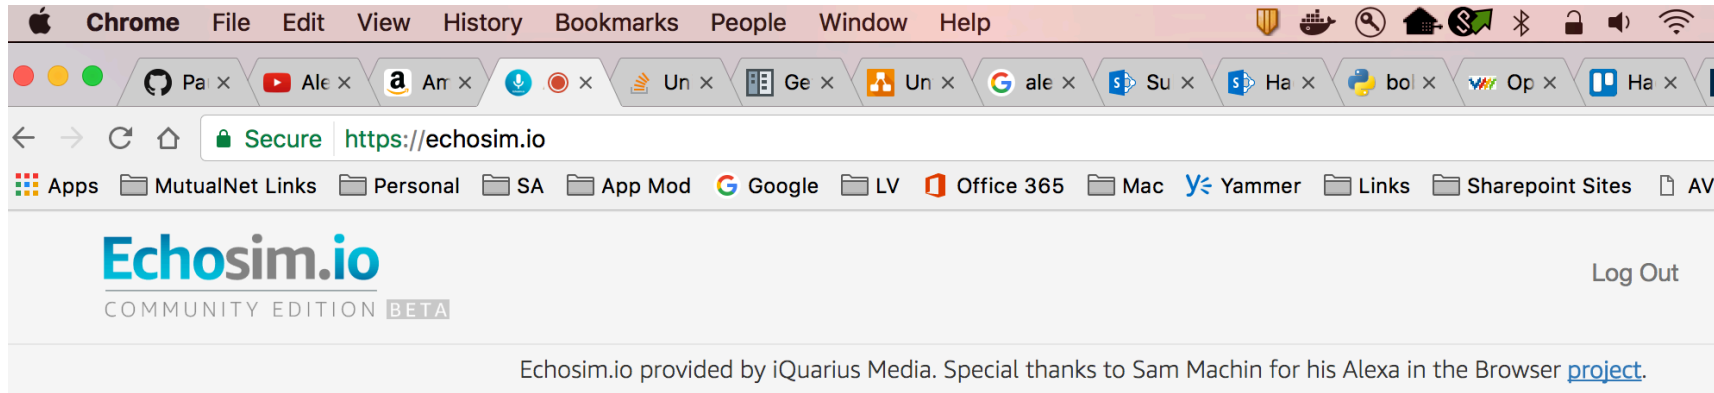 Chrome File Edit View History Bookmarks People Window Help
Pa Ale Am Un Ge Un ale Su Ha bol Op Ha
Secure https://echosim.io
Apps MutualNet Links Personal SA App Mod Google LV Office 365 Mac Yammer Links Sharepoint Sites AV
Echosim.io
Log Out
COMMUNITY EDITION BETA
Echosim.io provided by iQuarius Media. Special thanks to Sam Machin for his Alexa in the Browser project.